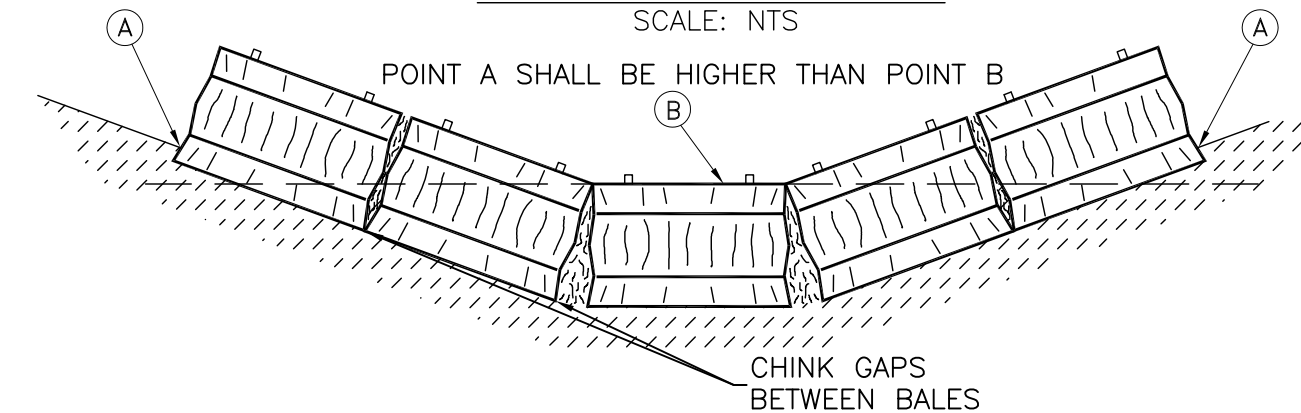 SCALE: NTS
A
A
POINT A SHALL BE HIGHER THAN POINT B
B
CHINK GAPS
BETWEEN BALES